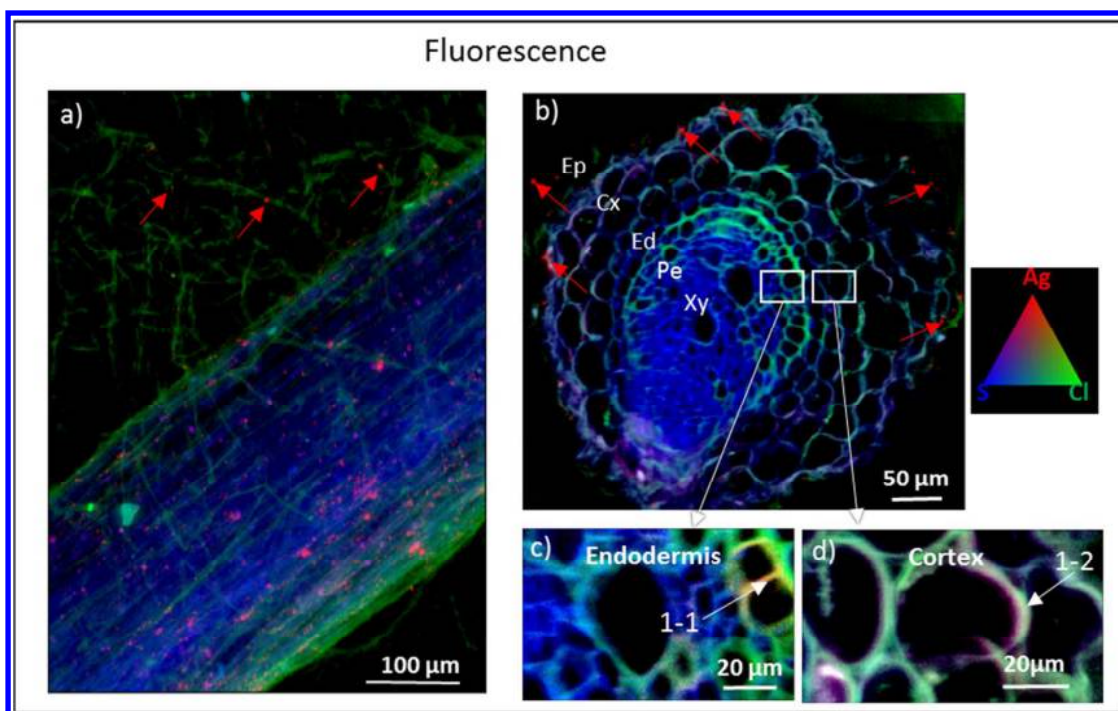 Fluorescence
a)
100 μm
b)
Ep
Cx
Ed
Pe
Xy
50 μm
Ag
S
Cl
c)
Endodermis
1-1
20 μm
d)
Cortex
1-2
20μm